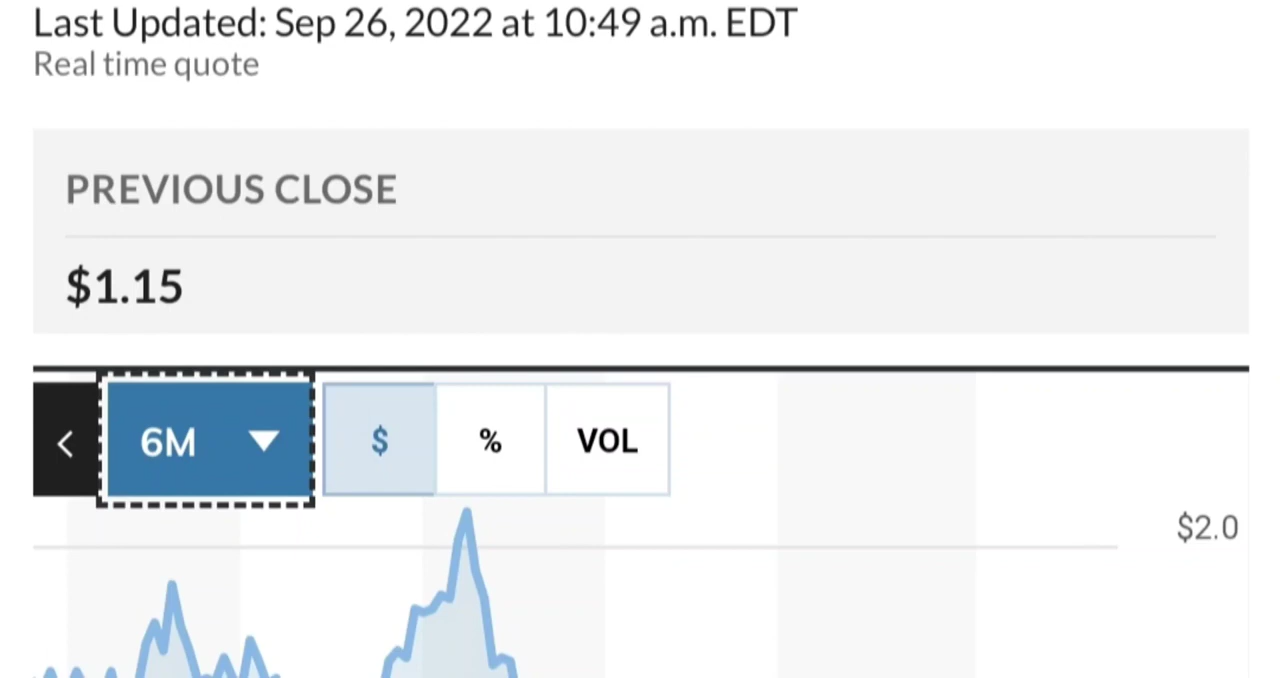 Last Updated: Sep 26, 2022 at 10:49 a.m. EDT
Real time quote
PREVIOUS CLOSE
$1.15
6M $ % VOL
$2.0